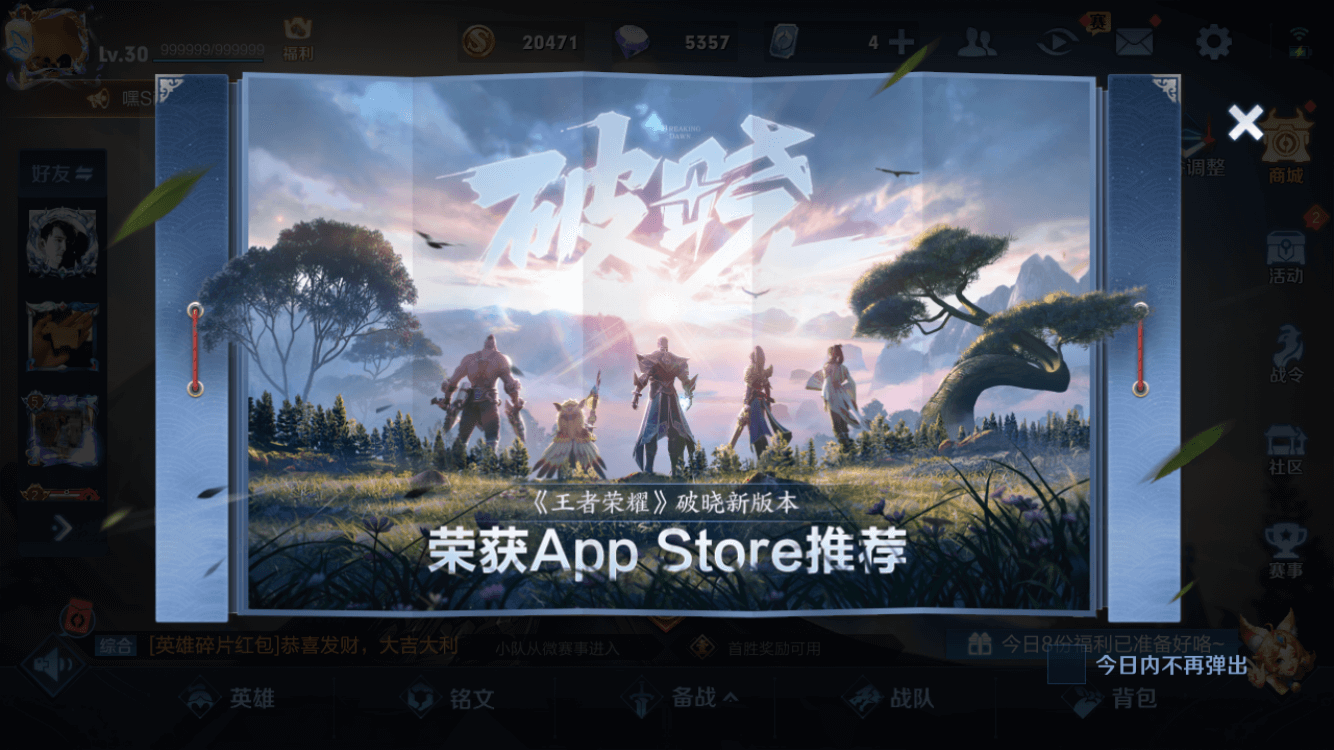 Lv.30
999999/999999
福利
20471
5357
4
赛
嘿S
好友
调整
商城
2
活动
战令
社区
赛事
破晓
BREAKING
DAWN
《王者荣耀》破晓新版本
荣获App Store推荐
综合 [英雄碎片红包]恭喜发财，大吉大利
小队从微赛事进入
首胜奖励可用
今日8份福利已准备好咯~
今日内不再弹出
英雄
铭文
备战
战队
背包